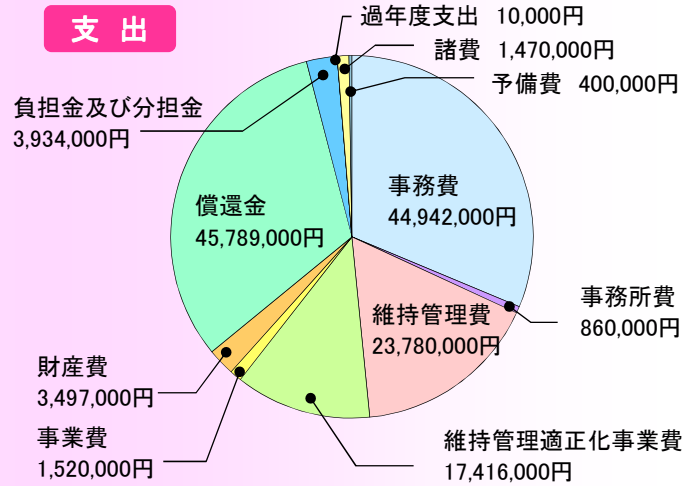 支 出
過年度支出 10,000円
諸費 1,470,000円
予備費 400,000円
負担金及び分担金
3,934,000円
事務費
44,942,000円
償還金
45,789,000円
事務所費
860,000円
維持管理費
23,780,000円
財産費
3,497,000円
事業費
1,520,000円
維持管理適正化事業費
17,416,000円